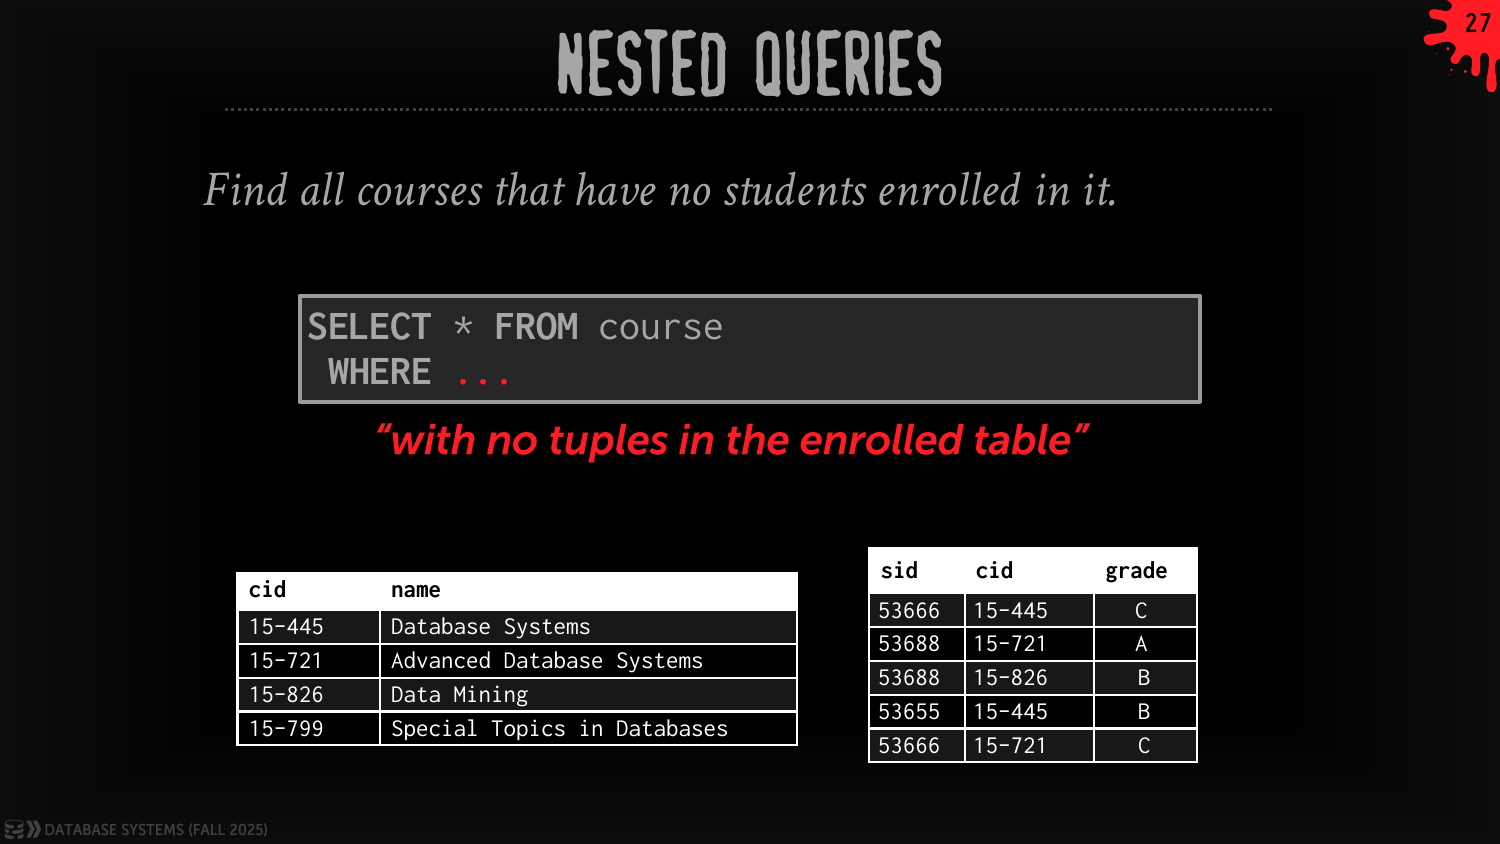 27
NESTED QUERIES
Find all courses that have no students enrolled in it.
SELECT * FROM course
WHERE ...
“with no tuples in the enrolled table”
cid name
15-445 Database Systems
15-721 Advanced Database Systems
15-826 Data Mining
15-799 Special Topics in Databases
sid cid grade
53666 15-445 C
53688 15-721 A
53688 15-826 B
53655 15-445 B
53666 15-721 C
DATABASE SYSTEMS (FALL 2025)